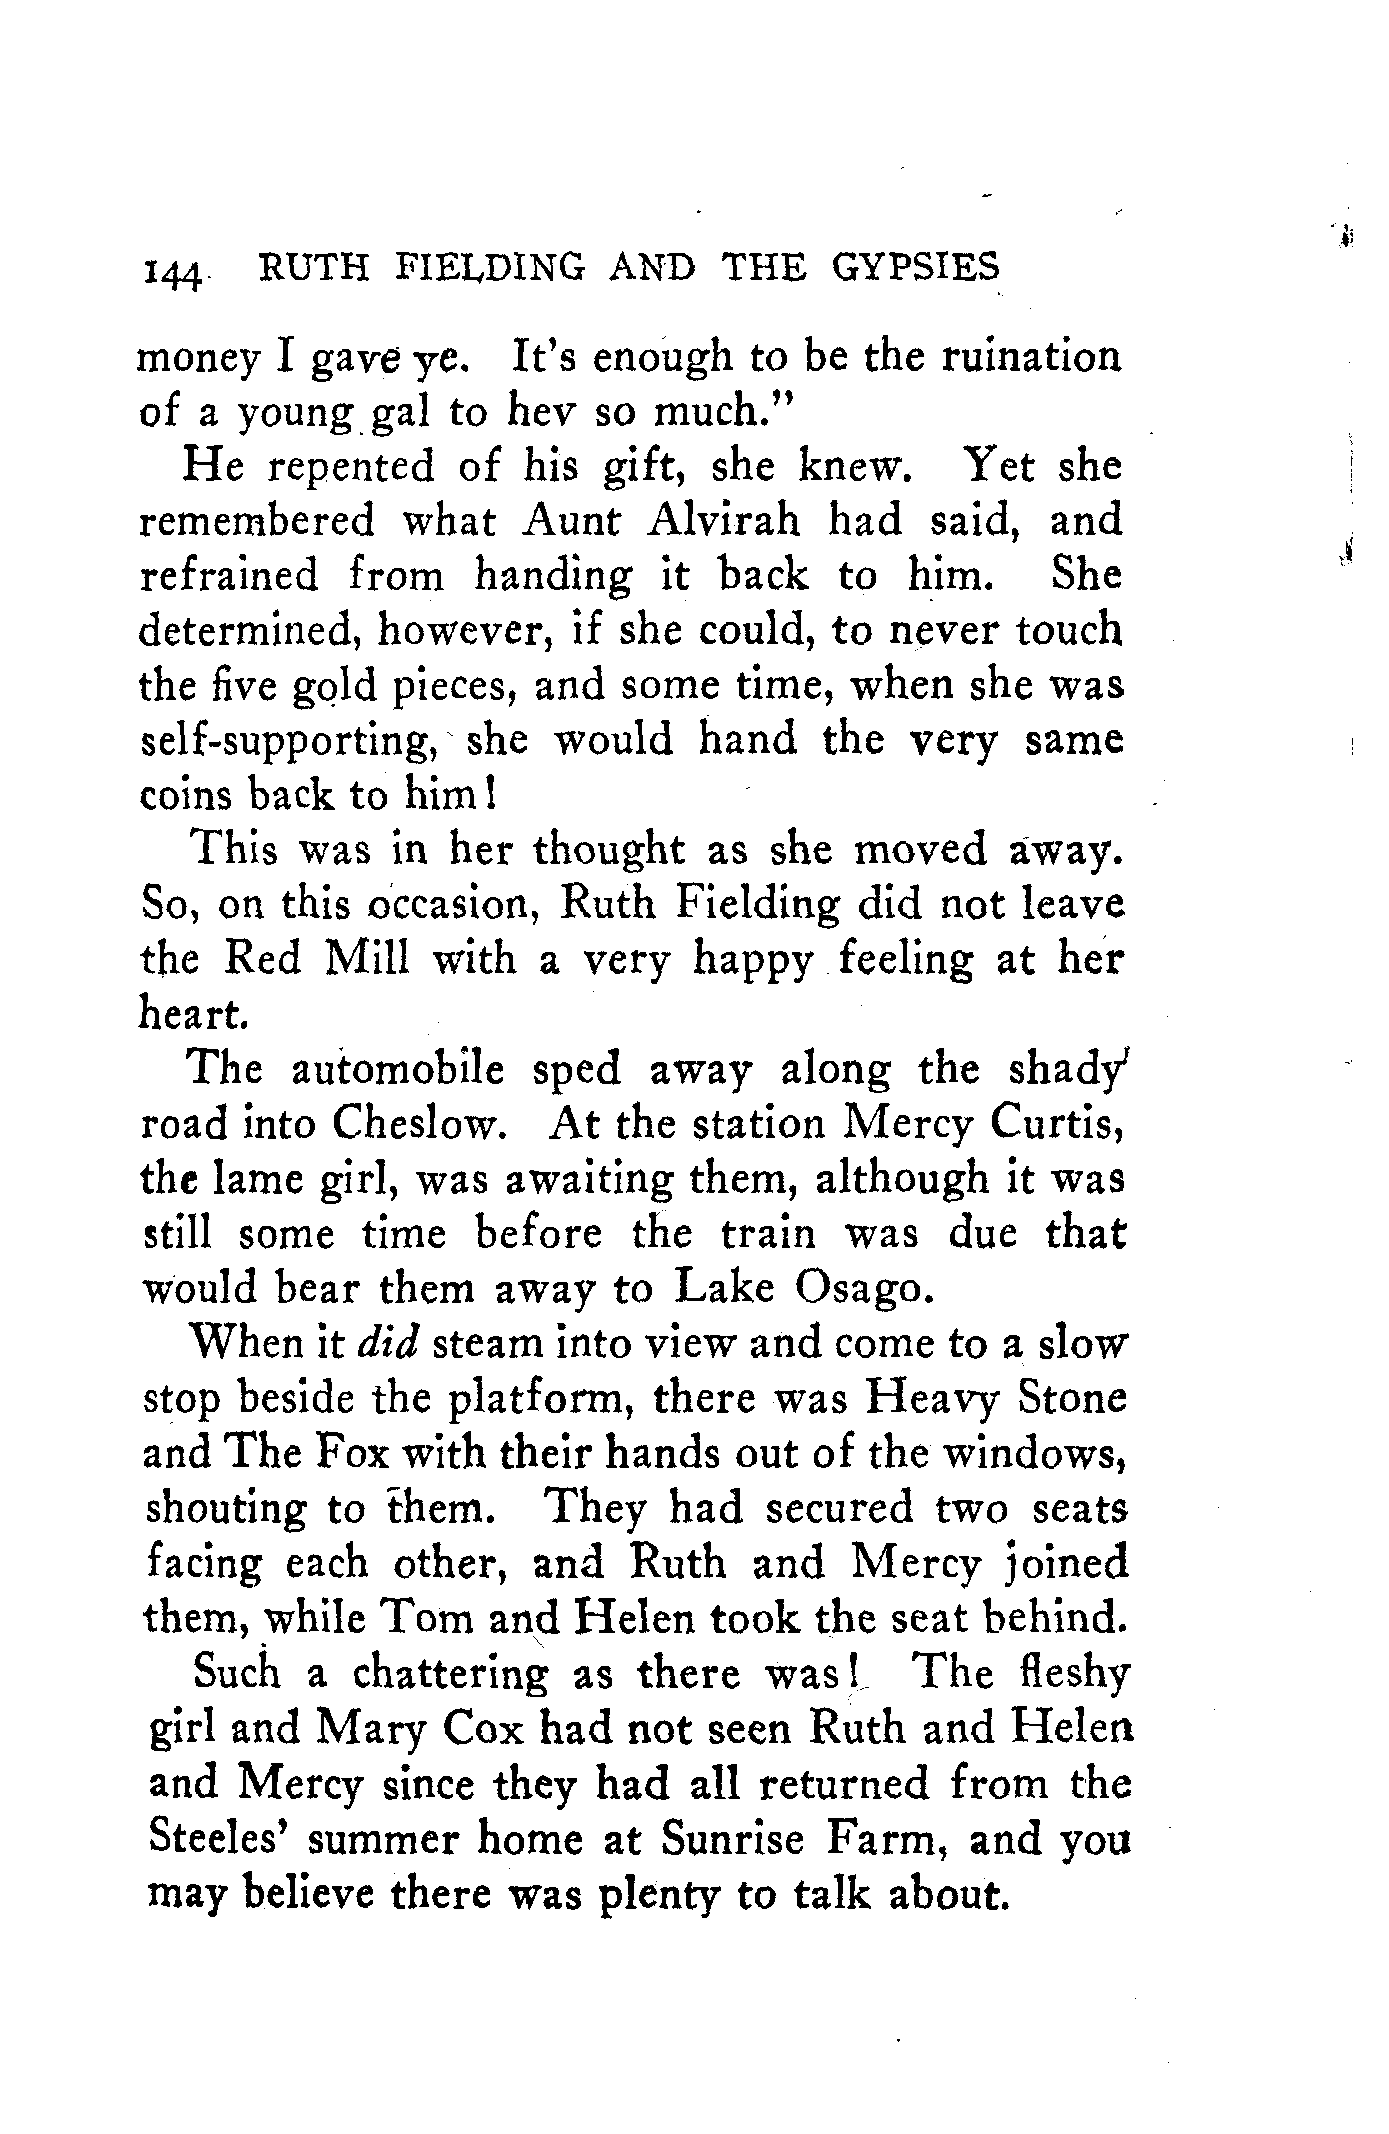 144 RUTH FIELDING AND THE GYPSIES
money I gave ye. It's enough to be the ruination
of a young gal to hev so much."
He repented of his gift, she knew. Yet she
remembered what Aunt Alvirah had said, and
refrained from handing it back to him. She
determined, however, if she could, to never touch
the five gold pieces, and some time, when she was
self-supporting, she would hand the very same
coins back to him!
This was in her thought as she moved away.
So, on this occasion, Ruth Fielding did not leave
the Red Mill with a very happy feeling at her
heart.
The automobile sped away along the shady
road into Cheslow. At the station Mercy Curtis,
the lame girl, was awaiting them, although it was
still some time before the train was due that
would bear them away to Lake Osago.
When it did steam into view and come to a slow
stop beside the platform, there was Heavy Stone
and The Fox with their hands out of the windows,
shouting to them. They had secured two seats
facing each other, and Ruth and Mercy joined
them, while Tom and Helen took the seat behind.
Such a chattering as there was! The fleshy
girl and Mary Cox had not seen Ruth and Helen
and Mercy since they had all returned from the
Steeles' summer home at Sunrise Farm, and you
may believe there was plenty to talk about.